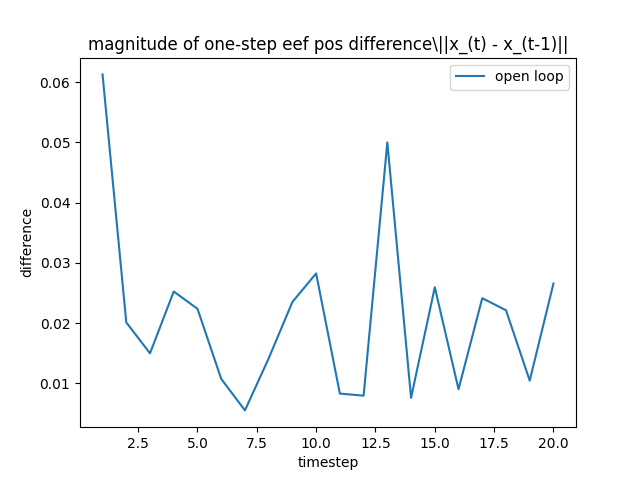 magnitude of one-step eef pos difference\||x_(t) - x_(t-1)||
open loop
0.06
0.05
0.04
0.03
0.02
0.01
difference
2.5 5.0 7.5 10.0 12.5 15.0 17.5 20.0
timestep